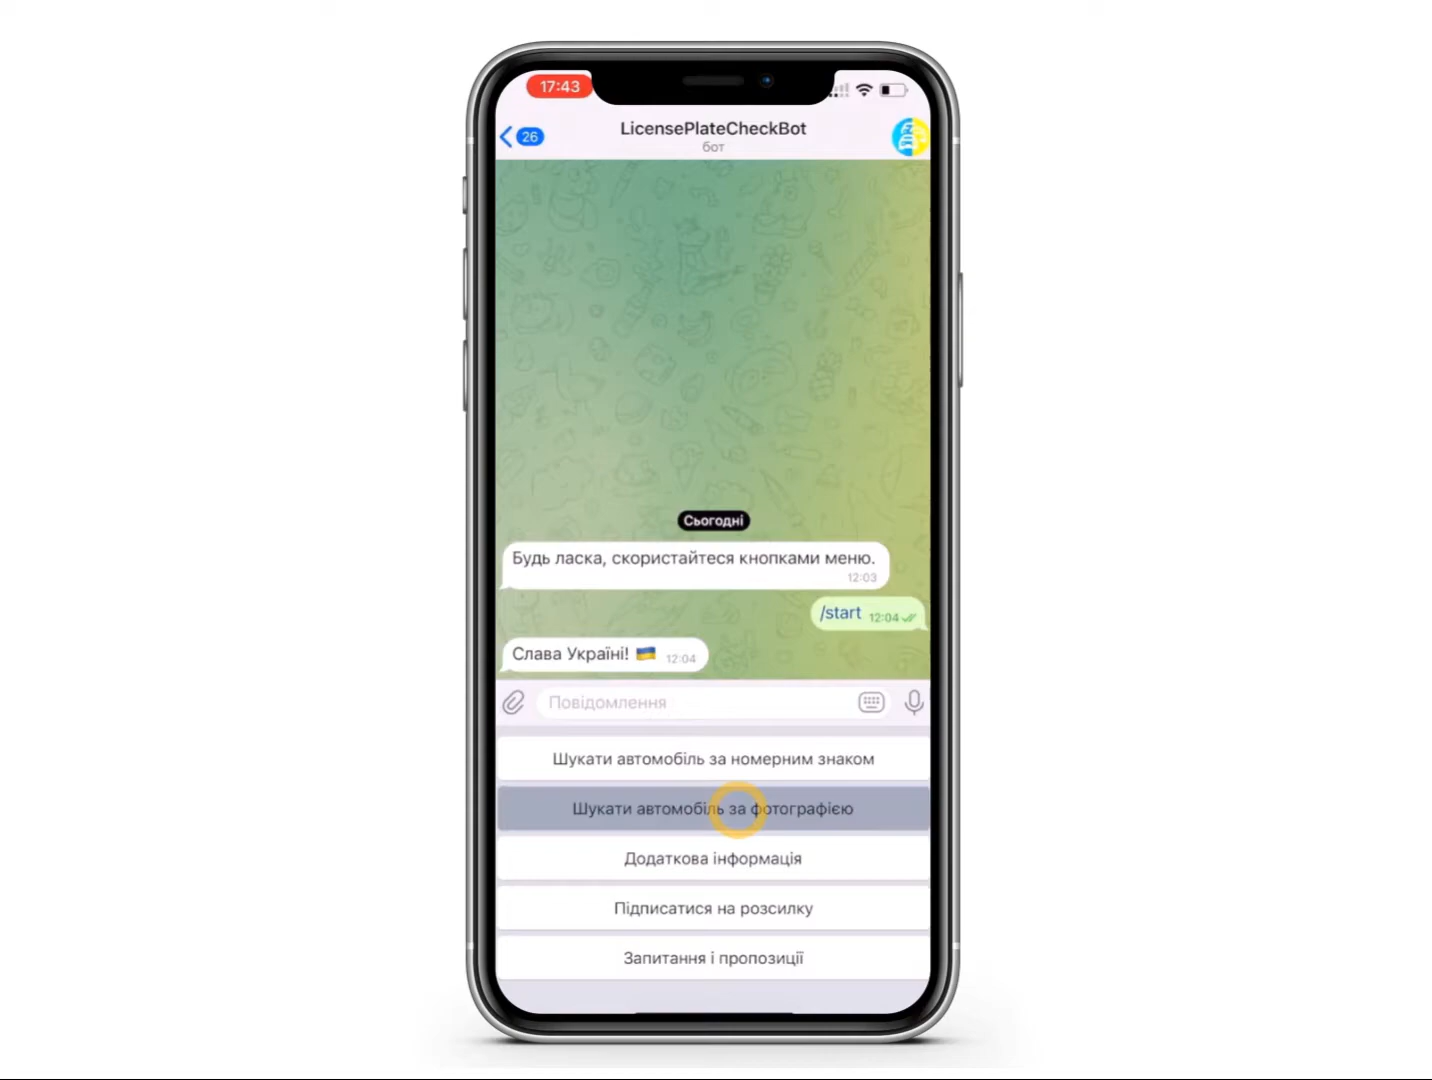 17:43
26
LicensePlateCheckBot
бот
Сьогодні
Будь ласка, скористайтеся кнопками меню.
12:03
/start 12:04
Слава Україні! 🇺🇦 12:04
Повідомлення
Шукати автомобіль за номерним знаком
Шукати автомобіль за фотографією
Додаткова інформація
Підписатися на розсилку
Запитання і пропозиції